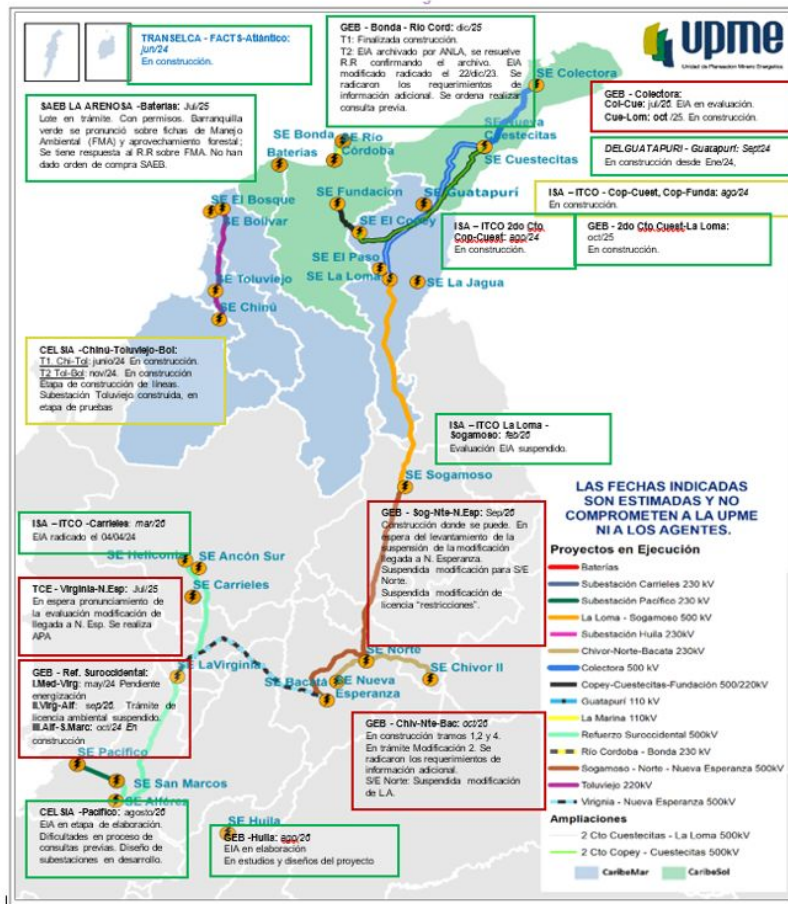 TRANSELCA - FACTS-Atlántico:
jun/24
En construcción.
GEB - Bonda - Río Cord: dic/25
T1: Finalizada construcción.
T2: EIA archivado por ANLA, se resuelve
R.R confirmando el archivo. EIA
modificado radicado el 22/dic/23. Se
radicaron los requerimientos de
información adicional. Se ordena realizar
consulta previa.
upme
Unidad de Planeación Minero Energética
SE Colectora
SAEB LA ARENOSA -Baterías: Jul/25
Lote en trámite. Con permisos. Barranquilla
verde se pronunció sobre fichas de Manejo
Ambiental (FMA) y aprovechamiento forestal;
Se tiene respuesta al R.R sobre FMA. No han
dado orden de compra SAEB.
GEB - Colectora:
Col-Cue: jul/26. EIA en evaluación.
Cue-Lom: oct /25. En construcción.
SE Bonda
SE Río
Córdoba
Baterías
SE Nueva
Cuestecitas
SE Cuestecitas
DELGUATAPURI - Guatapurí: Sept24
En construcción desde Ene/24,
SE Fundacion
SE Guatapurí
ISA – ITCO - Cop-Cuest, Cop-Funda: ago/24
En construcción.
SE El Bosque
SE Bolívar
SE El Copey
ISA – ITCO 2do Cto.
Cop-Cuest: ago/24
En construcción.
GEB - 2do Cto.Cuest-La Loma:
oct/25
En construcción.
SE El Paso
SE La Loma
SE La Jagua
SE Toluviejo
SE Chinú
CELSIA -Chinú-Toluviejo-Bol:
T1. Chi-Tol: junio/24 En construcción.
T2 Tol-Bol: nov/24. En construcción
Etapa de construcción de líneas.
Subestación Toluviejo construida, en
etapa de pruebas
ISA – ITCO La Loma -
Sogamoso: feb/26
Evaluación EIA suspendido.
SE Sogamoso
LAS FECHAS INDICADAS
SON ESTIMADAS Y NO
COMPROMETEN A LA UPME
NI A LOS AGENTES.
GEB - Sog-Nte-N.Esp: Sep/26
Construcción donde se puede. En
espera del levantamiento de la
suspensión de la modificación
llegada a N. Esperanza.
Suspendida modificación para S/E
Norte.
Suspendida modificación de
licencia "restricciones".
ISA – ITCO -Carrieles: mar/26
EIA radicado el 04/04/24
SE Heliconia
SE Ancón Sur
SE Carrieles
TCE - Virginia-N.Esp: Jul/25
En espera pronunciamiento de
la evaluación modificación de
llegada a N. Esp. Se realiza
APA
GEB - Ref. Suroccidental:
I.Med-Virg: may/24 Pendiente
energización
II.Virg-Alf: sep/26. Trámite de
licencia ambiental suspendido.
III.Alf-S.Marc: oct/24 En
construcción
SE LaVirginia
SE Norte
SE Chivor II
SE Bacatá
SE Nueva
Esperanza
GEB - Chiv-Nte-Bac: oct/26
En construcción tramos 1,2 y 4.
En trámite Modificación 2. Se
radicaron los requerimientos de
información adicional.
S/E Norte: Suspendida modificación
de L.A.
SE Pacífico
SE San Marcos
SE Alférez
CELSIA -Pacífico: agosto/26
EIA en etapa de elaboración.
Dificultades en proceso de
consultas previas. Diseño de
subestaciones en desarrollo.
SE Huila
GEB -Huila: ago/26
EIA en elaboración
En estudios y diseños del proyecto
Proyectos en Ejecución
Baterías
Subestación Carrieles 230 kV
Subestación Pacífico 230 kV
La Loma - Sogamoso 500 kV
Subestación Huila 230kV
Chivor-Norte-Bacata 230kV
Colectora 500 kV
Copey-Cuestecitas-Fundación 500/220kV
Guatapurí 110 kV
La Marina 110kV
Refuerzo Suroccidental 500kV
Río Cordoba - Bonda 230 kV
Sogamoso - Norte - Nueva Esperanza 500kV
Toluviejo 220kV
Virignia - Nueva Esperanza 500kV
Ampliaciones
2 Cto Cuestecitas - La Loma 500kV
2 Cto Copey - Cuestecitas 500kV
CaribeMar
CaribeSol